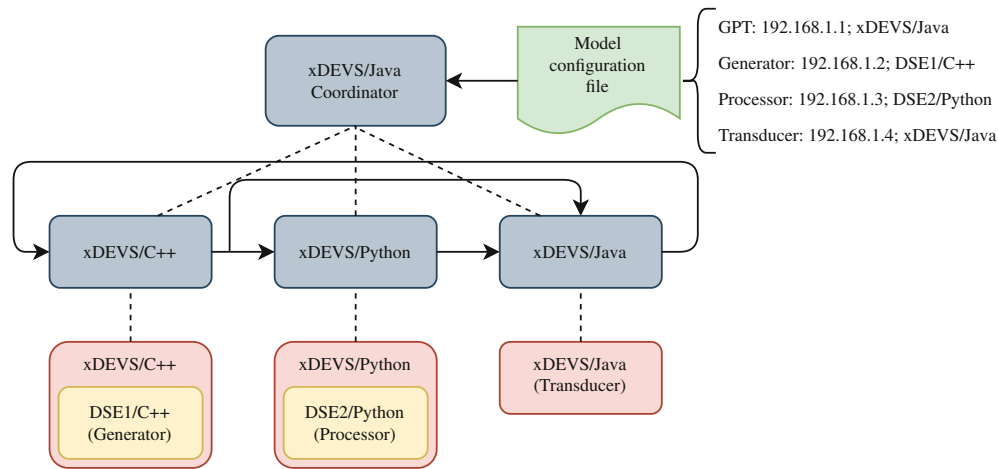 xDEVS/Java
Coordinator
Model
configuration
file
GPT: 192.168.1.1; xDEVS/Java
Generator: 192.168.1.2; DSE1/C++
Processor: 192.168.1.3; DSE2/Python
Transducer: 192.168.1.4; xDEVS/Java
xDEVS/C++
xDEVS/Python
xDEVS/Java
xDEVS/C++
DSE1/C++
(Generator)
xDEVS/Python
DSE2/Python
(Processor)
xDEVS/Java
(Transducer)